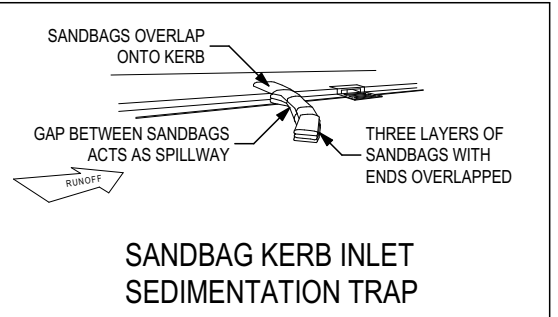 SANDBAGS OVERLAP
ONTO KERB
GAP BETWEEN SANDBAGS
ACTS AS SPILLWAY
THREE LAYERS OF
SANDBAGS WITH
ENDS OVERLAPPED
RUNOFF
SANDBAG KERB INLET
SEDIMENTATION TRAP